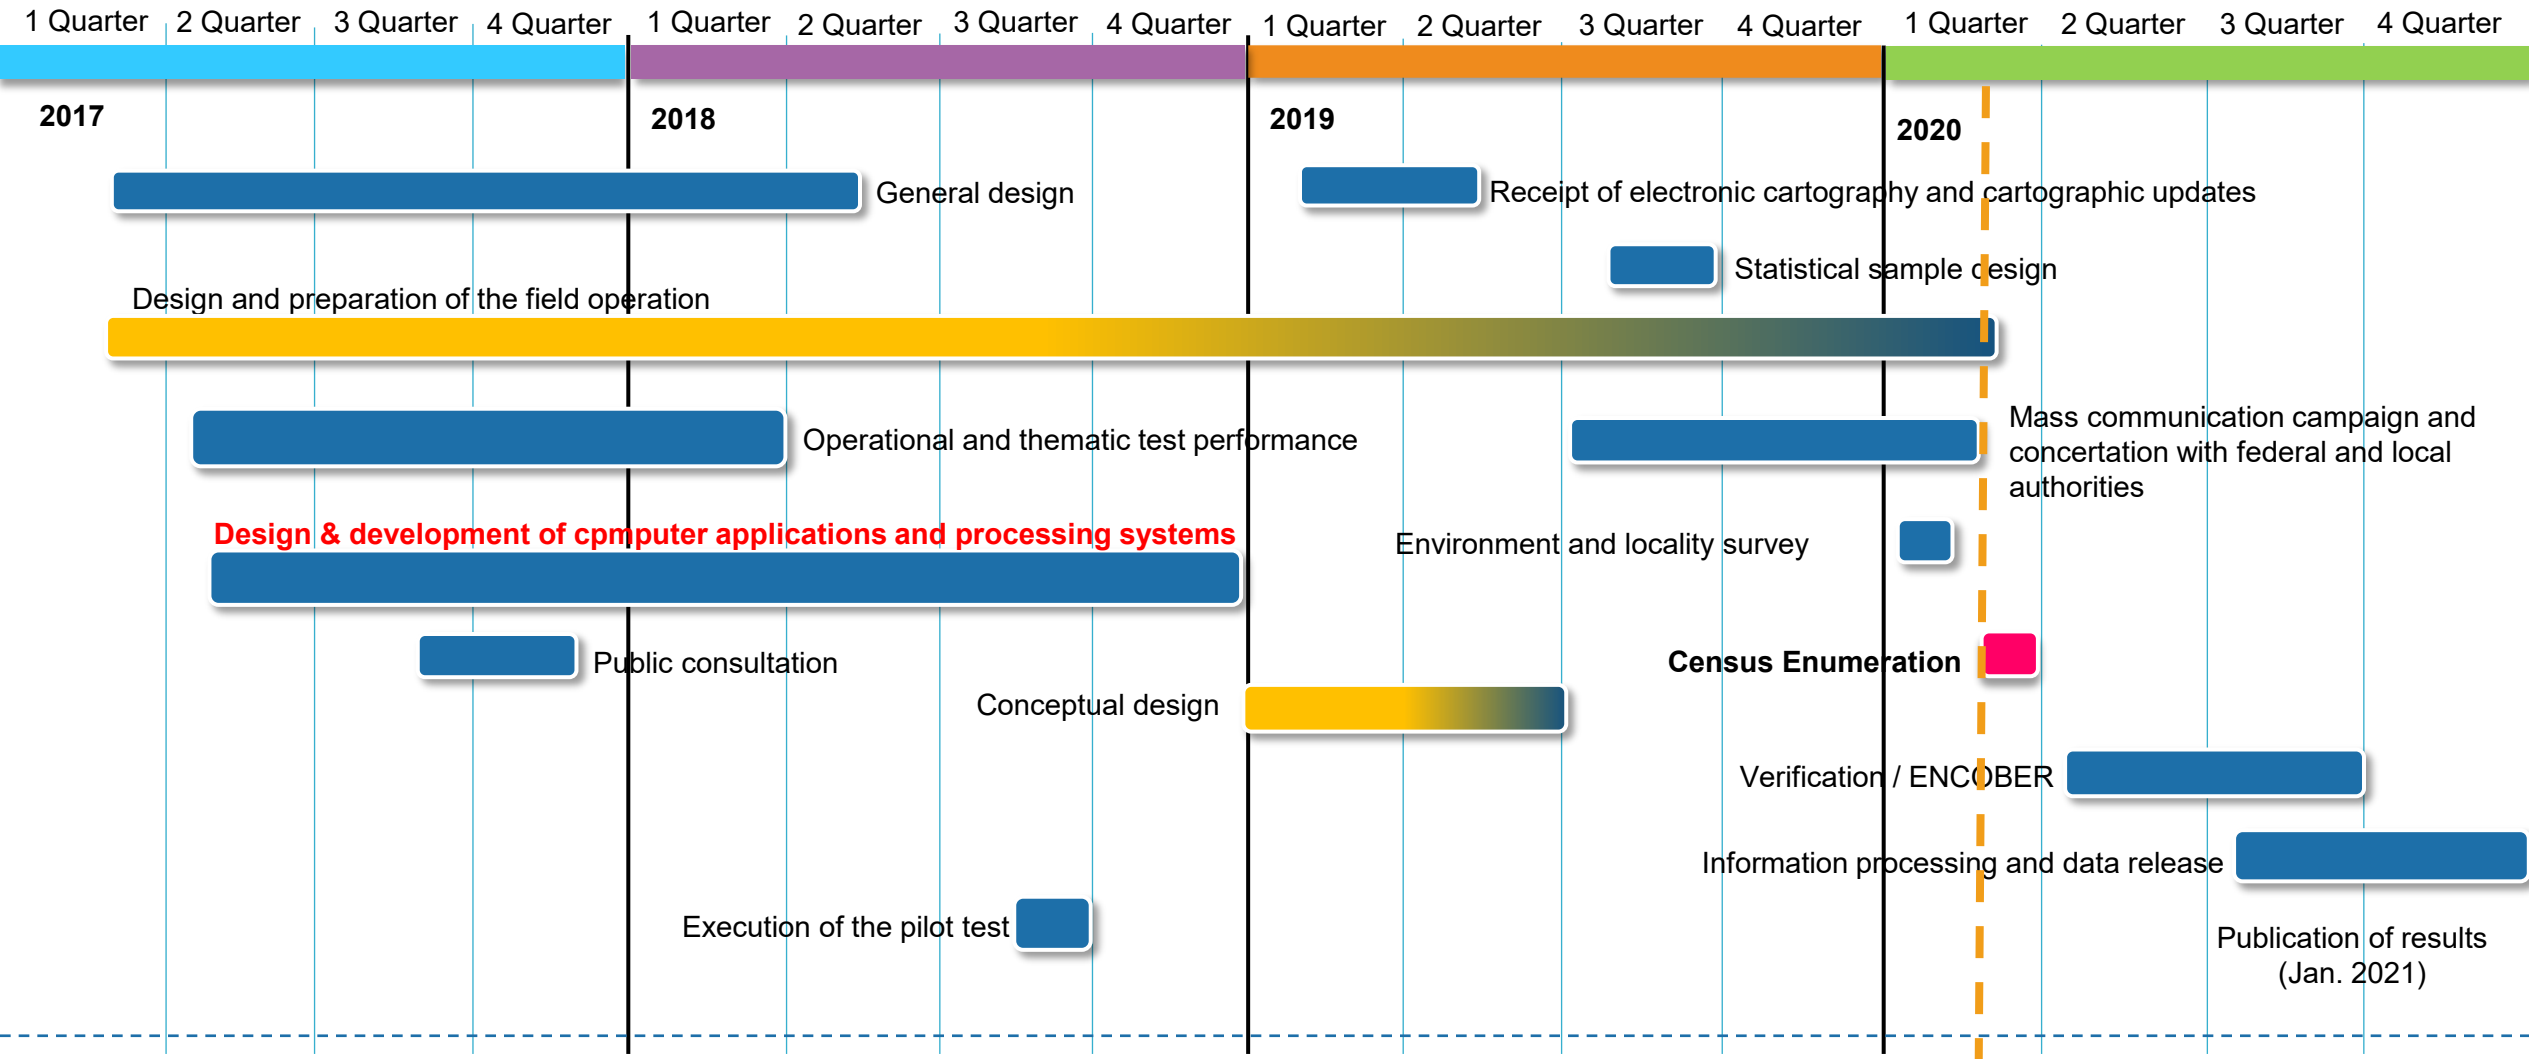 1 Quarter 2 Quarter 3 Quarter 4 Quarter 1 Quarter 2 Quarter 3 Quarter 4 Quarter 1 Quarter 2 Quarter 3 Quarter 4 Quarter 1 Quarter 2 Quarter 3 Quarter 4 Quarter
2017 2018 2019 2020
General design
Receipt of electronic cartography and cartographic updates
Statistical sample design
Design and preparation of the field operation
Operational and thematic test performance
Mass communication campaign and
concertation with federal and local
authorities
Design & development of cpmputer applications and processing systems
Environment and locality survey
Public consultation
Census Enumeration
Conceptual design
Verification / ENCOBER
Information processing and data release
Execution of the pilot test
Publication of results
(Jan. 2021)